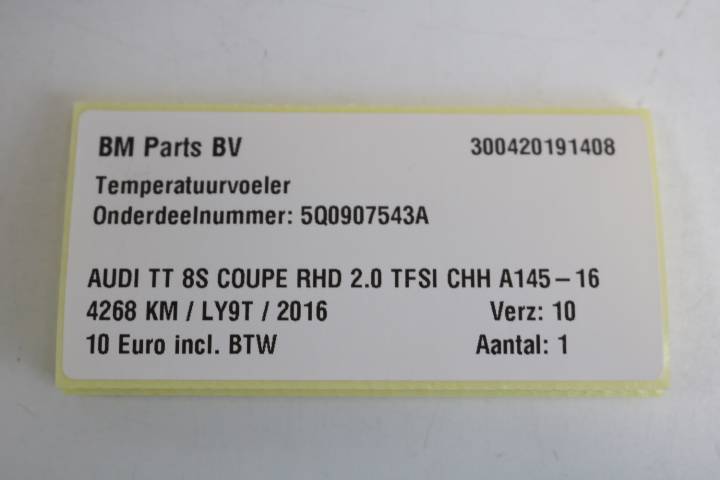 BM Parts BV 300420191408
Temperatuurvoeler
Onderdeelnummer: 5Q0907543A
AUDI TT 8S COUPE RHD 2.0 TFSI CHH A145-16
4268 KM / LY9T / 2016 Verz: 10
10 Euro incl. BTW Aantal: 1